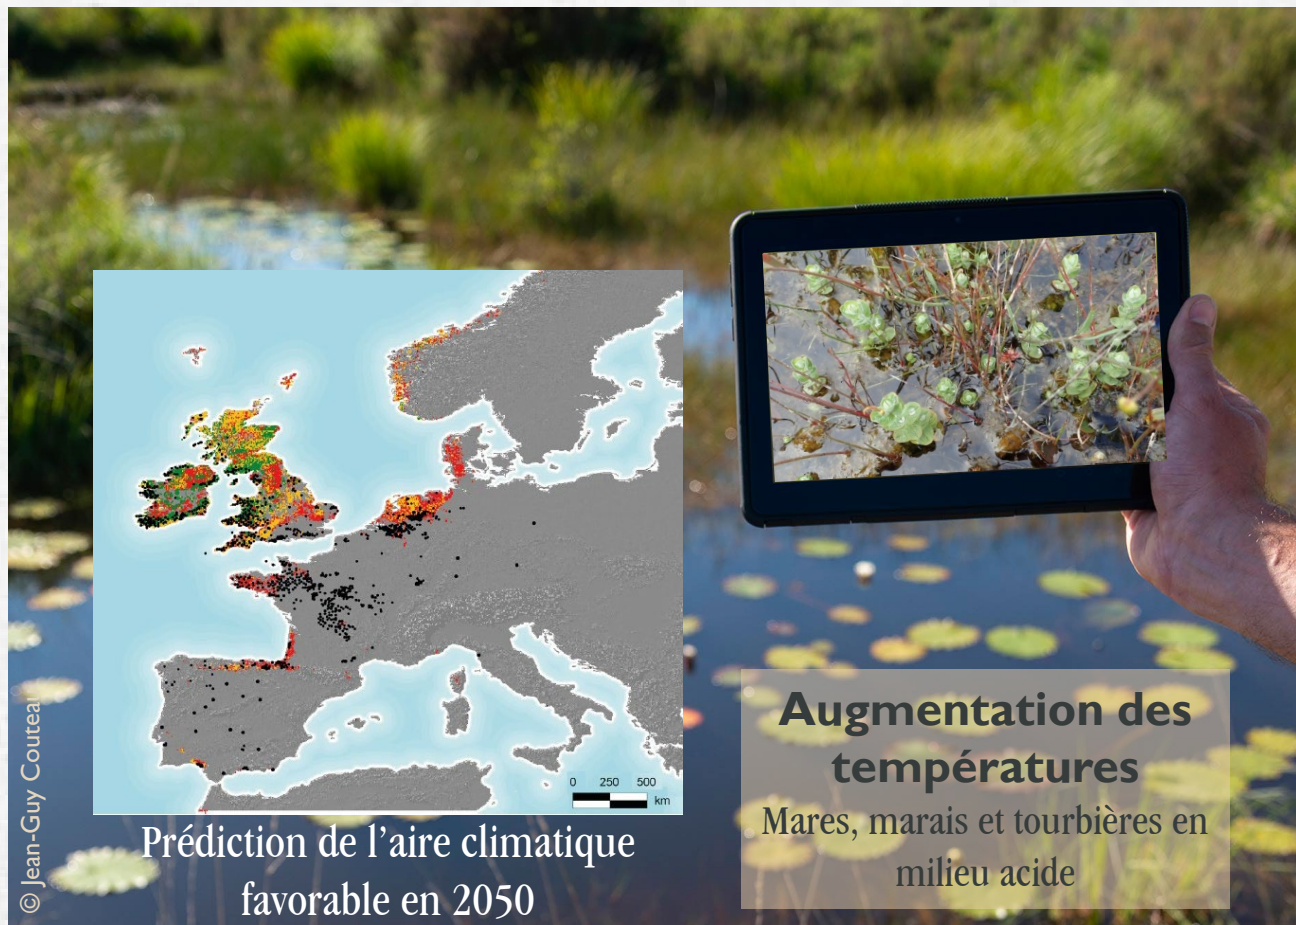 0 250 500
km
Prédiction de l’aire climatique
favorable en 2050
Augmentation des
températures
Mares, marais et tourbières en
milieu acide
© Jean-Guy Couteau